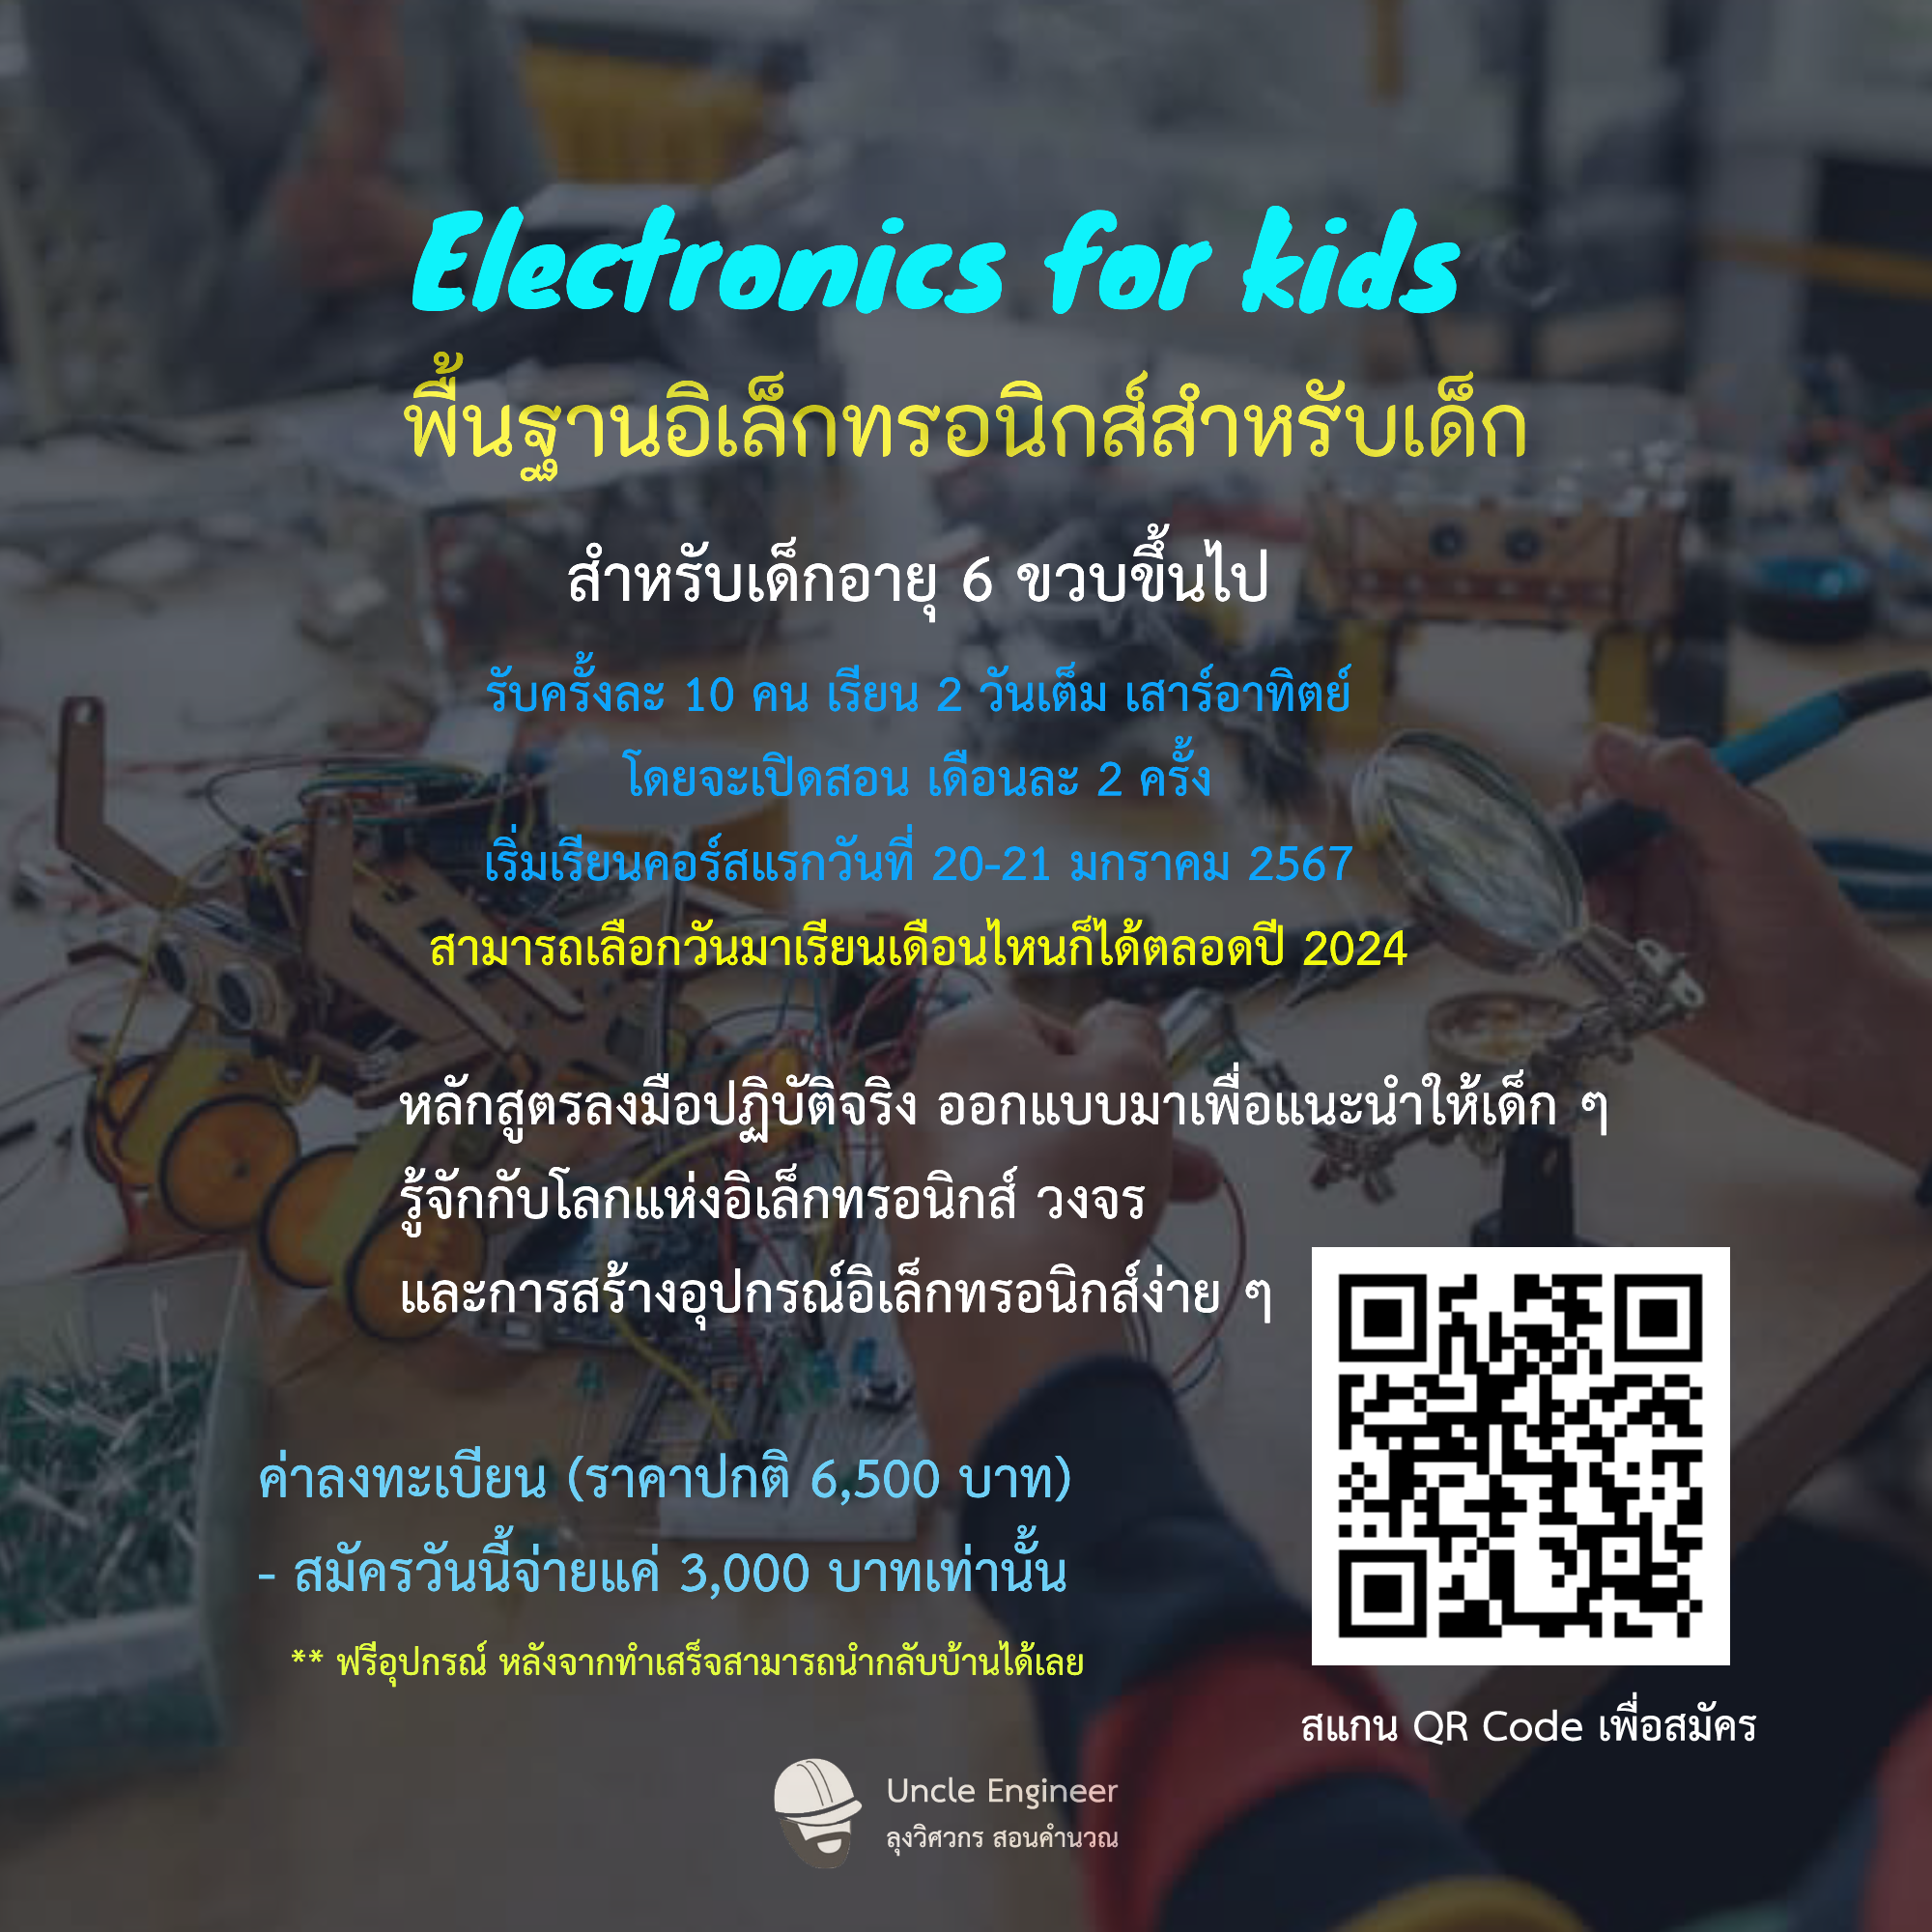 Electronics for kids
พื้นฐานอิเล็กทรอนิกส์สำหรับเด็ก
สำหรับเด็กอายุ 6 ขวบขึ้นไป
รับครั้งละ 10 คน เรียน 2 วันเต็ม เสาร์อาทิตย์
โดยจะเปิดสอน เดือนละ 2 ครั้ง
เริ่มเรียนคอร์สแรกวันที่ 20-21 มกราคม 2567
สามารถเลือกวันมาเรียนเดือนไหนก็ได้ตลอดปี 2024
หลักสูตรลงมือปฏิบัติจริง ออกแบบมาเพื่อแนะนำให้เด็ก ๆ
รู้จักกับโลกแห่งอิเล็กทรอนิกส์ วงจร
และการสร้างอุปกรณ์อิเล็กทรอนิกส์ง่าย ๆ
ค่าลงทะเบียน (ราคาปกติ 6,500 บาท)
- สมัครวันนี้จ่ายแค่ 3,000 บาทเท่านั้น
** ฟรีอุปกรณ์ หลังจากทำเสร็จสามารถนำกลับบ้านได้เลย
สแกน QR Code เพื่อสมัคร
Uncle Engineer
ลุงวิศวกร สอนคำนวณ